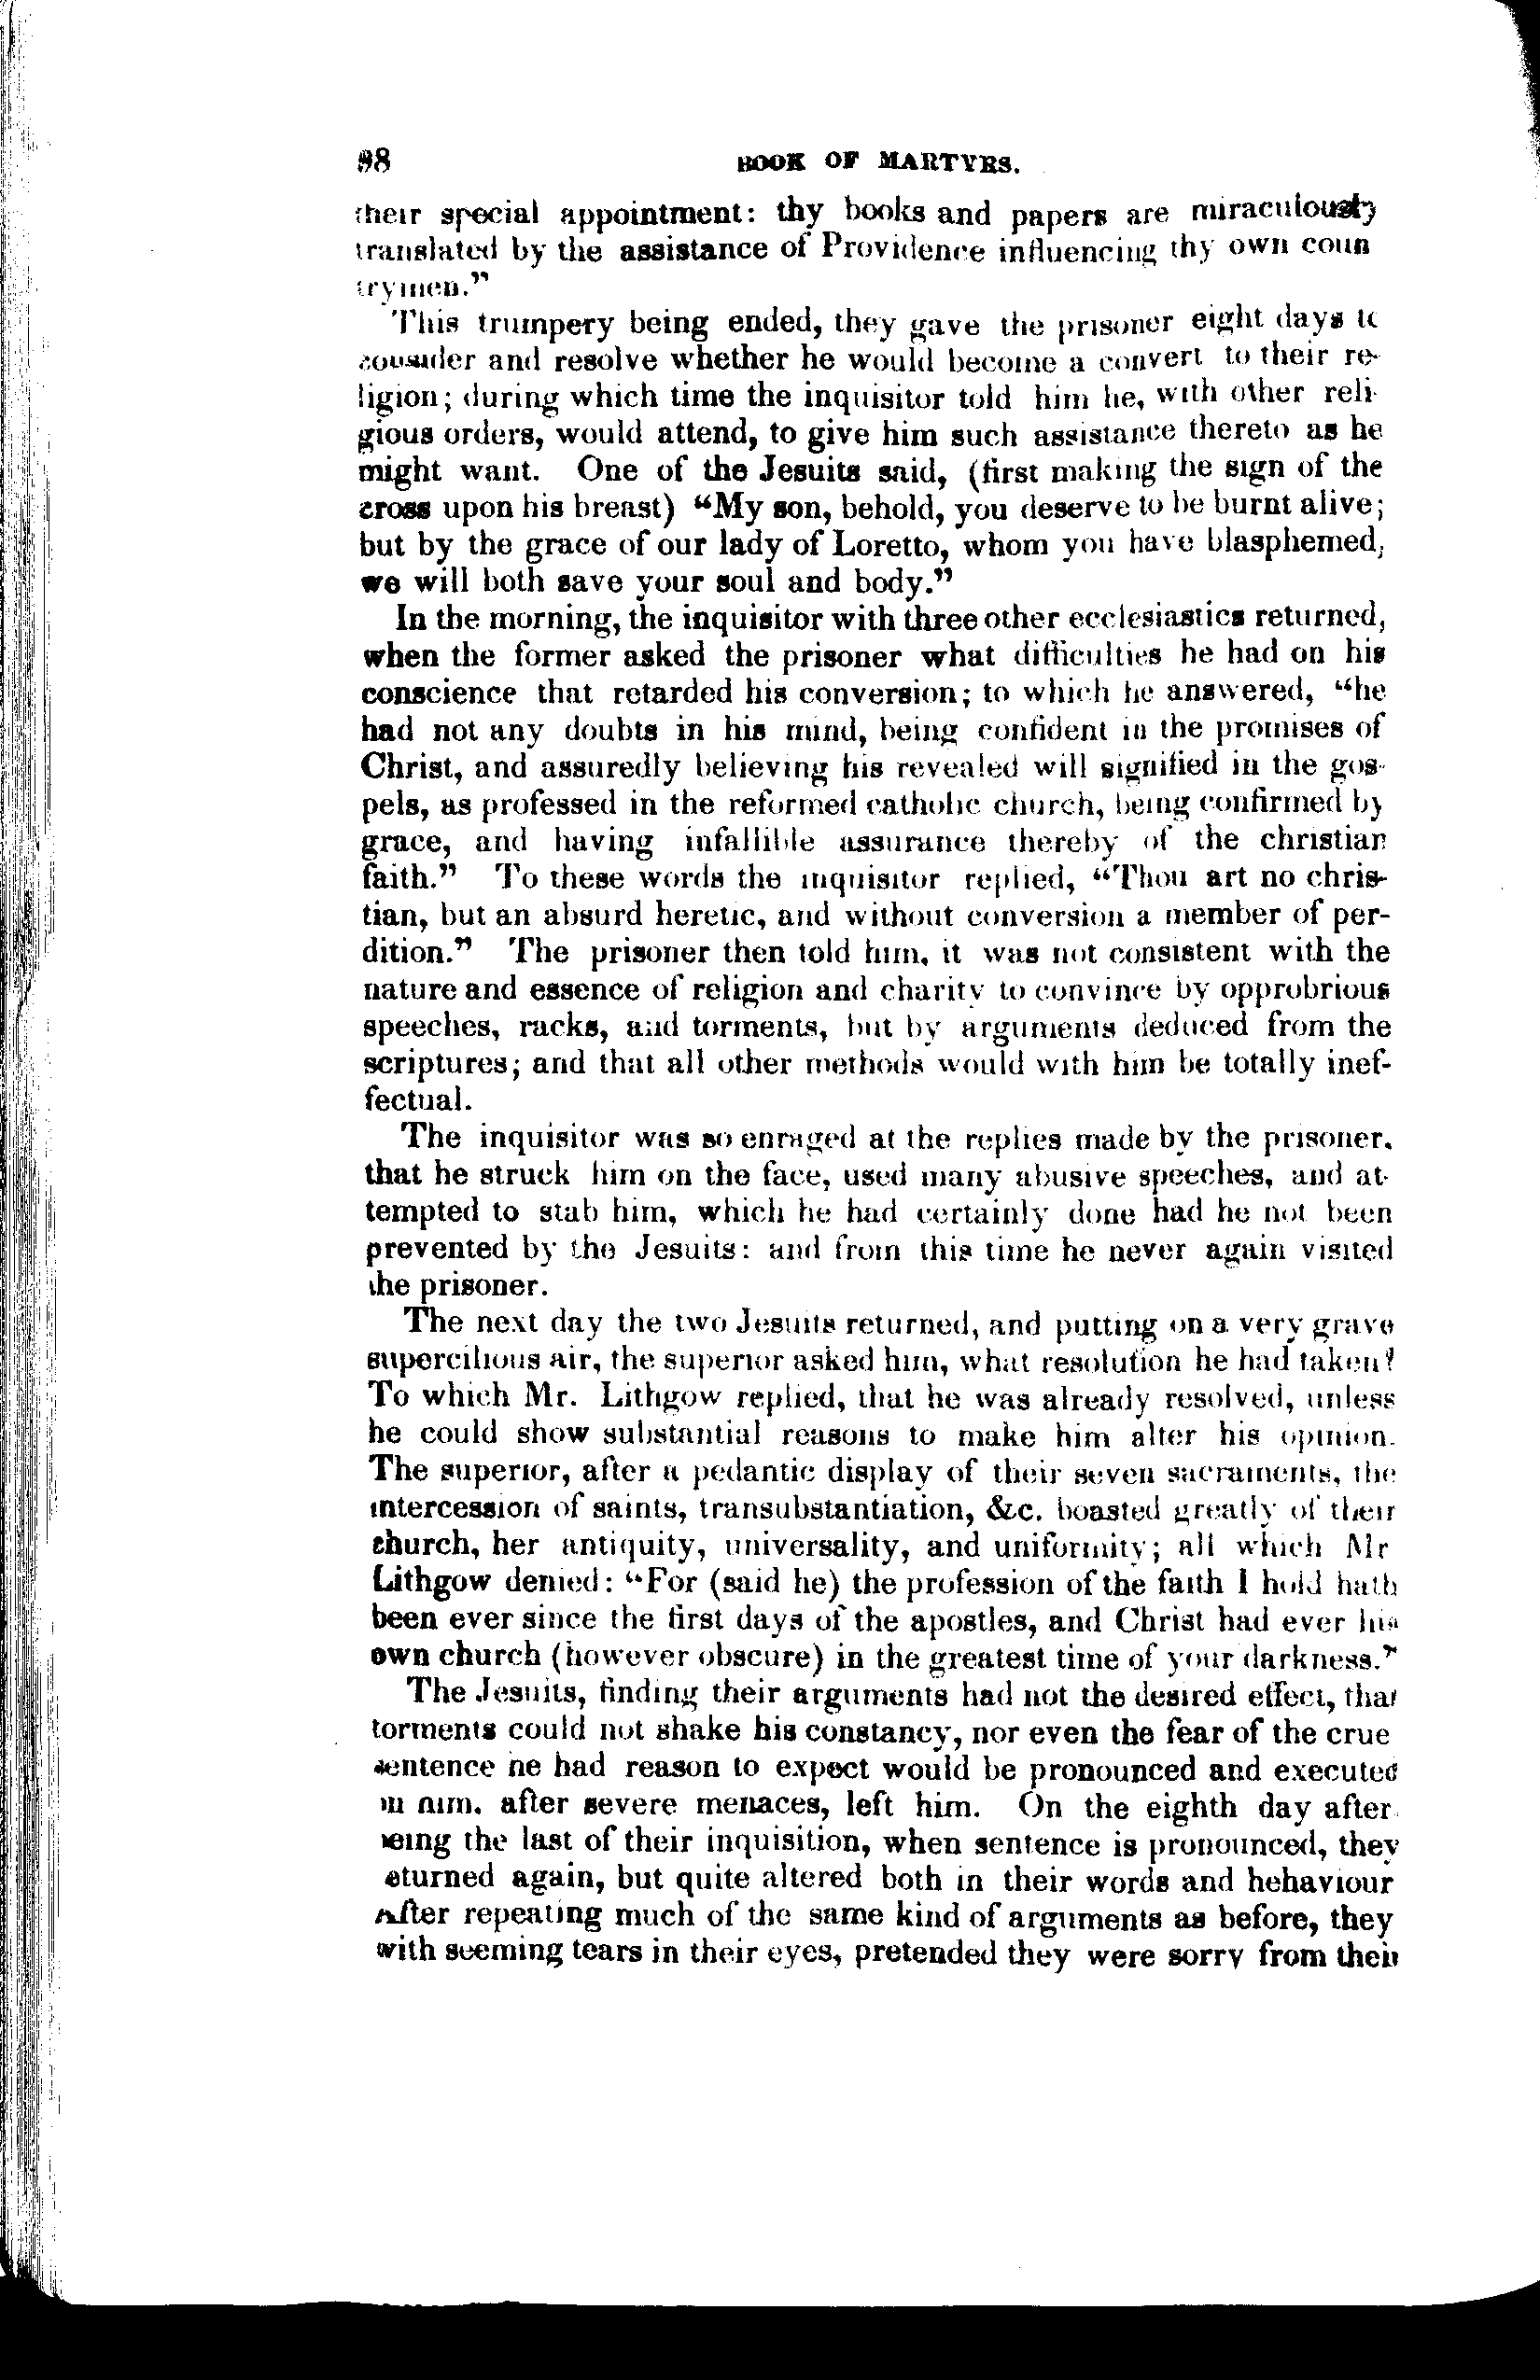 98 BOOK OF MARTYRS.
their special appointment: thy books and papers are miraculously
translated by the assistance of Providence influencing thy own coun
trymen."
This trumpery being ended, they gave the prisoner eight days to
consider and resolve whether he would become a convert to their re-
ligion; during which time the inquisitor told him he, with other reli-
gious orders, would attend, to give him such assistance thereto as he
might want. One of the Jesuits said, (first making the sign of the
cross upon his breast) "My son, behold, you deserve to be burnt alive;
but by the grace of our lady of Loretto, whom you have blasphemed,
we will both save your soul and body."
In the morning, the inquisitor with three other ecclesiastics returned,
when the former asked the prisoner what difficulties he had on his
conscience that retarded his conversion; to which he answered, "he
had not any doubts in his mind, being confident in the promises of
Christ, and assuredly believing his revealed will signified in the gos-
pels, as professed in the reformed catholic church, being confirmed by
grace, and having infallible assurance thereby of the christian
faith." To these words the inquisitor replied, "Thou art no chris-
tian, but an absurd heretic, and without conversion a member of per-
dition." The prisoner then told him, it was not consistent with the
nature and essence of religion and charity to convince by opprobrious
speeches, racks, and torments, but by arguments deduced from the
scriptures; and that all other methods would with him be totally inef-
fectual.
The inquisitor was so enraged at the replies made by the prisoner,
that he struck him on the face, used many abusive speeches, and at-
tempted to stab him, which he had certainly done had he not been
prevented by the Jesuits: and from this time he never again visited
the prisoner.
The next day the two Jesuits returned, and putting on a very grave
supercilious air, the superior asked him, what resolution he had taken?
To which Mr. Lithgow replied, that he was already resolved, unless
he could show substantial reasons to make him alter his opinion.
The superior, after a pedantic display of their seven sacraments, the
intercession of saints, transubstantiation, &c. boasted greatly of their
church, her antiquity, universality, and uniformity; all which Mr
Lithgow denied: "For (said he) the profession of the faith I hold hath
been ever since the first days of the apostles, and Christ had ever his
own church (however obscure) in the greatest time of your darkness."
The Jesuits, finding their arguments had not the desired effect, that
torments could not shake his constancy, nor even the fear of the crue
sentence he had reason to expect would be pronounced and executed
on him. after severe menaces, left him. On the eighth day after
being the last of their inquisition, when sentence is pronounced, they
eturned again, but quite altered both in their words and hehaviour
After repeating much of the same kind of arguments as before, they
with seeming tears in their eyes, pretended they were sorry from their